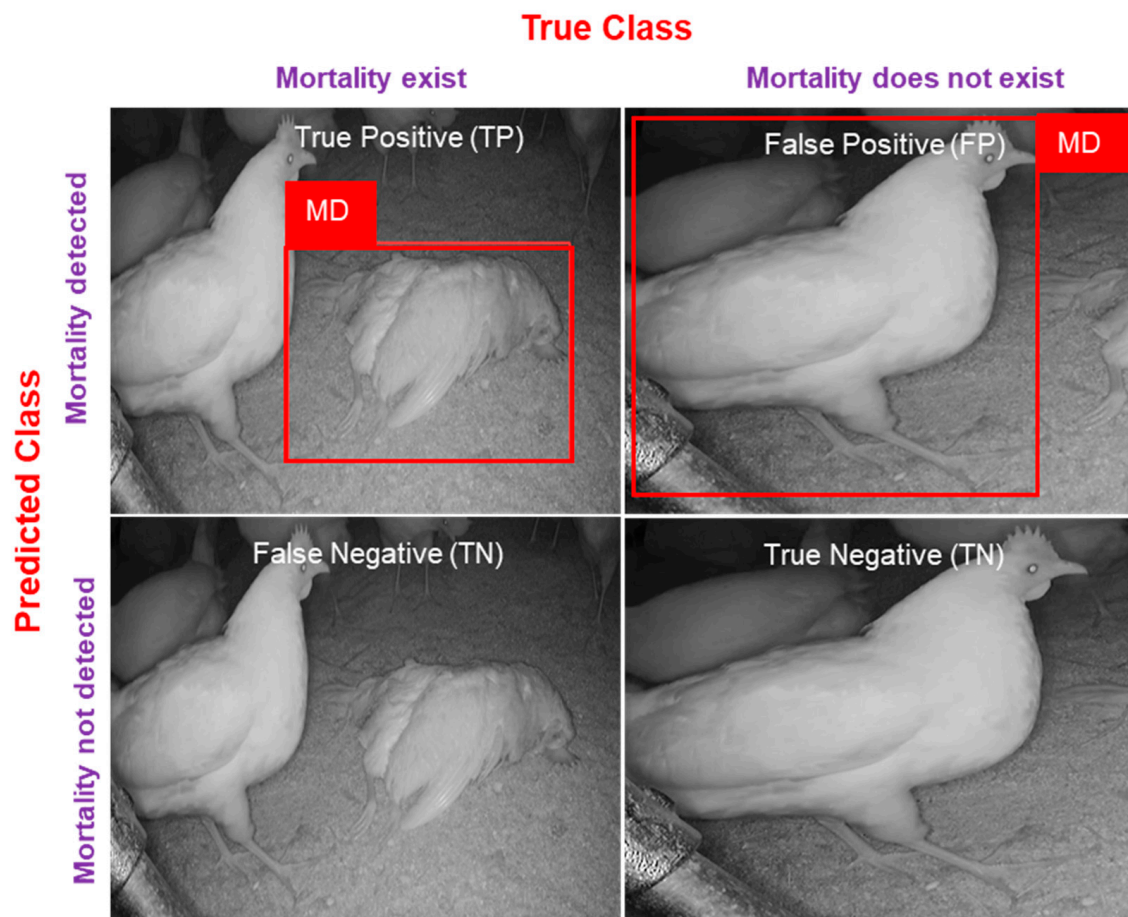 True Class
Mortality exist
Mortality does not exist
True Positive (TP)
False Positive (FP)
MD
MD
Predicted Class
Mortality detected
Mortality not detected
False Negative (TN)
True Negative (TN)